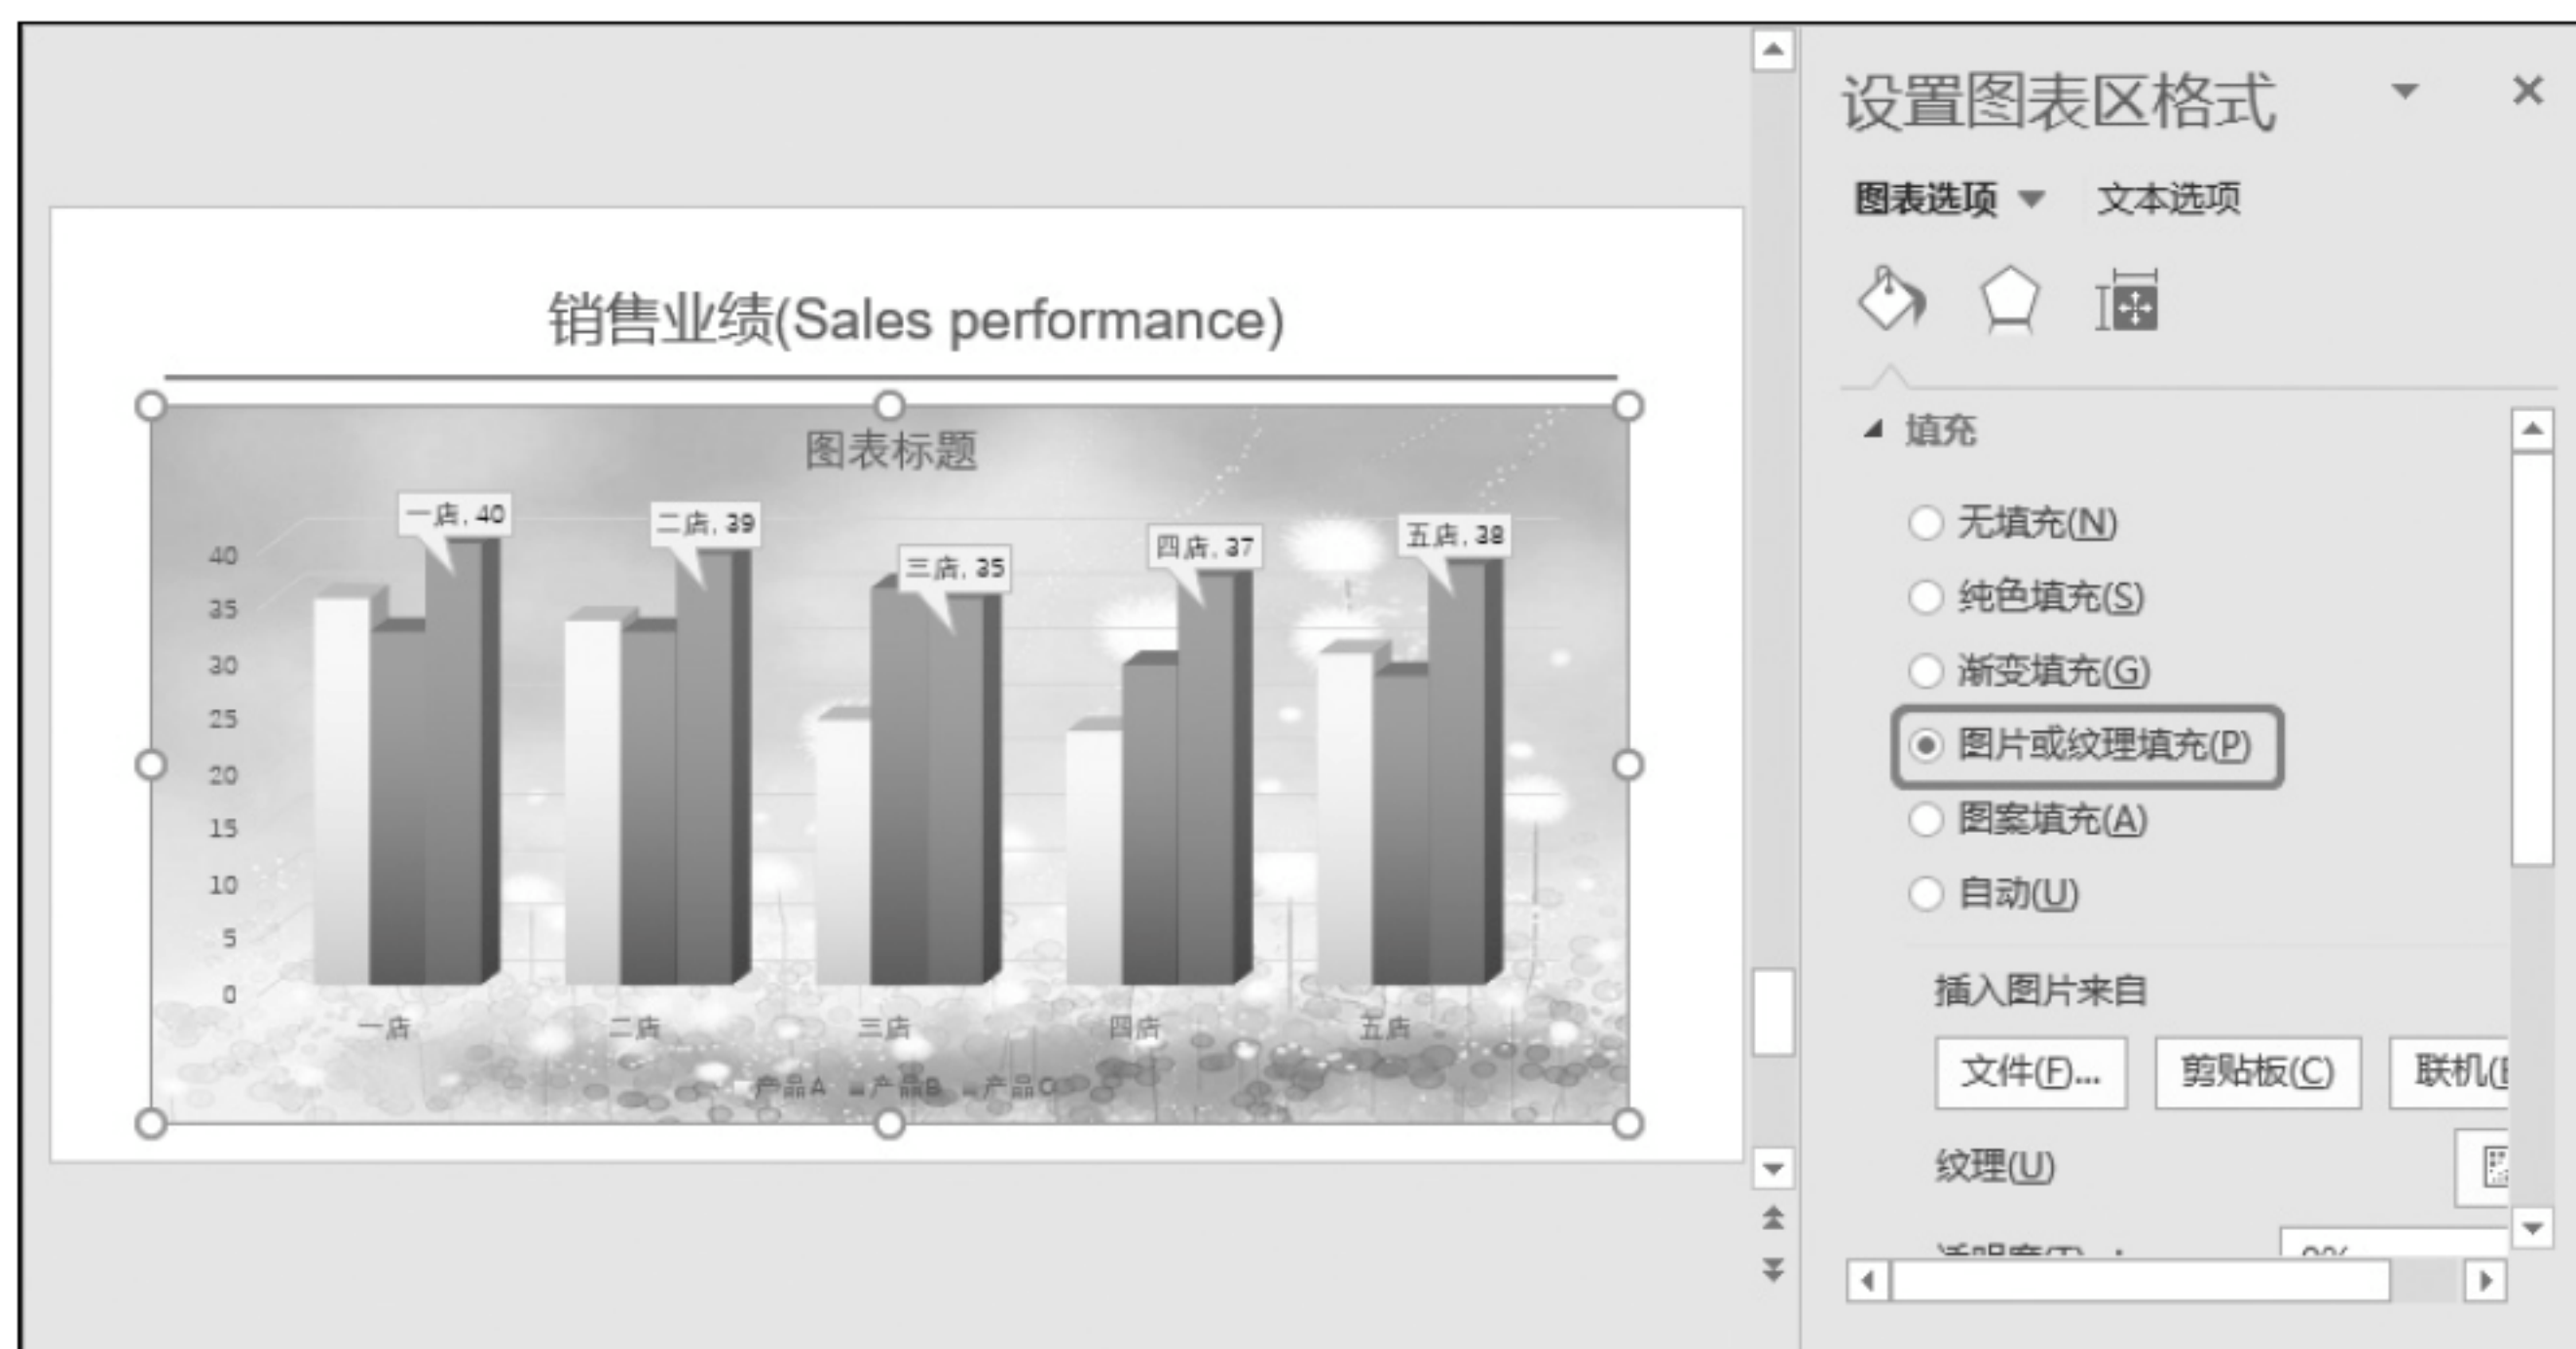 销售业绩(Sales performance)
图表标题
一店, 40
二店, 39
三店, 35
四店, 37
五店, 38
40
35
30
25
20
15
10
5
0
一店 二店 三店 四店 五店
产品A 产品B 产品C
设置图表区格式
图表选项 文本选项
填充
无填充(N)
纯色填充(S)
渐变填充(G)
图片或纹理填充(P)
图案填充(A)
自动(U)
插入图片来自
文件(F)... 剪贴板(C) 联机(
纹理(U)